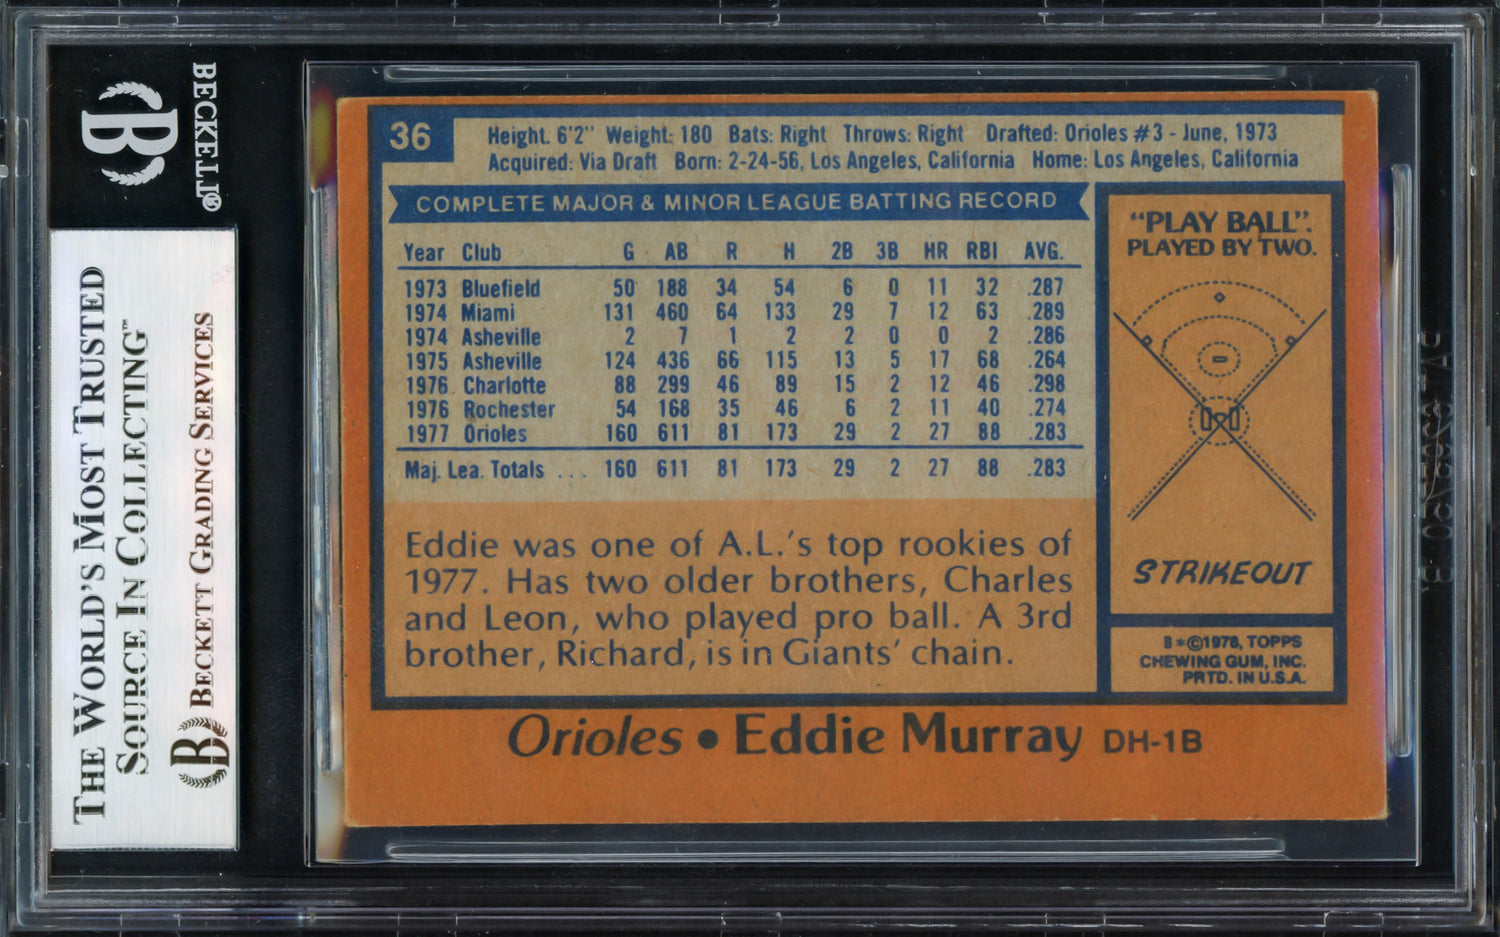 BECKETT®
B
THE WORLD'S MOST TRUSTED
SOURCE IN COLLECTING™
BECKETT GRADING SERVICES
B
36
Height. 6'2" Weight: 180 Bats: Right Throws: Right Drafted: Orioles #3 - June, 1973
Acquired: Via Draft Born: 2-24-56, Los Angeles, California Home: Los Angeles, California
COMPLETE MAJOR & MINOR LEAGUE BATTING RECORD
Year Club G AB R H 2B 3B HR RBI AVG.
1973 Bluefield 50 188 34 54 6 0 11 32 .287
1974 Miami 131 460 64 133 29 7 12 63 .289
1974 Asheville 2 7 1 2 2 0 0 2 .286
1975 Asheville 124 436 66 115 13 5 17 68 .264
1976 Charlotte 88 299 46 89 15 2 12 46 .298
1976 Rochester 54 168 35 46 6 2 11 40 .274
1977 Orioles 160 611 81 173 29 2 27 88 .283
Maj. Lea. Totals ... 160 611 81 173 29 2 27 88 .283
Eddie was one of A.L.'s top rookies of
1977. Has two older brothers, Charles
and Leon, who played pro ball. A 3rd
brother, Richard, is in Giants' chain.
"PLAY BALL".
PLAYED BY TWO.
STRIKEOUT
B*©1978, TOPPS
CHEWING GUM, INC.
PRTD. IN U.S.A.
Orioles • Eddie Murray DH-1B